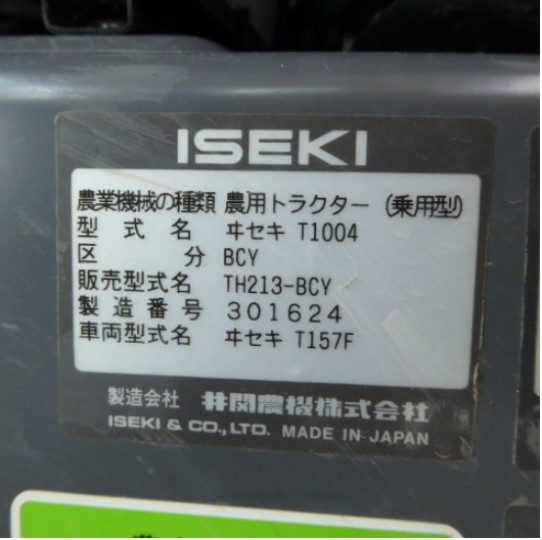 ISEKI
農業機械の種類 農用トラクター (乗用型)
型式名 ヰセキ T1004
区分 BCY
販売型式名 TH213-BCY
製造番号 301624
車両型式名 ヰセキ T157F
製造会社 井関農機株式会社
ISEKI & CO., LTD. MADE IN JAPAN